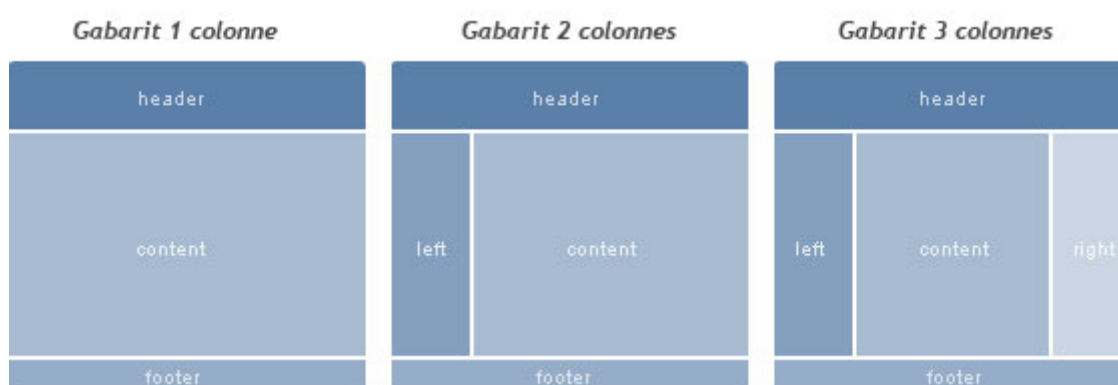 Gabarit 1 colonne
header
content
footer
Gabarit 2 colonnes
header
left
content
footer
Gabarit 3 colonnes
header
left
content
right
footer